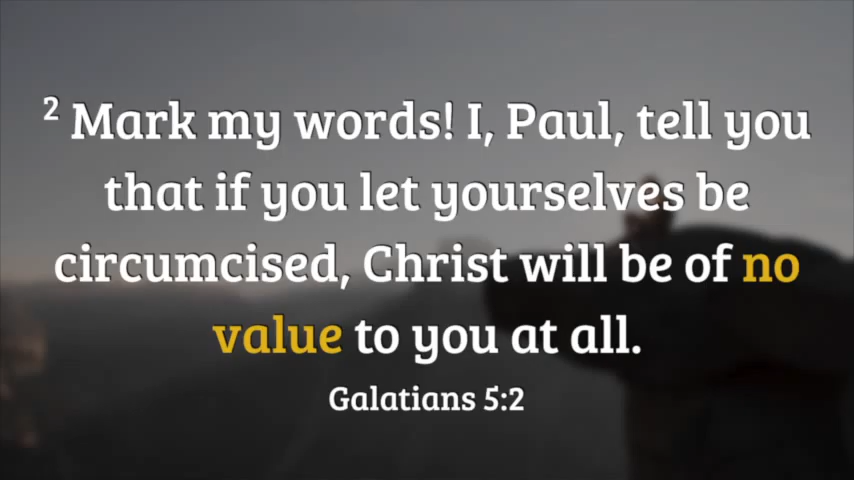 2 Mark my words! I, Paul, tell you
that if you let yourselves be
circumcised, Christ will be of no
value to you at all.
Galatians 5:2